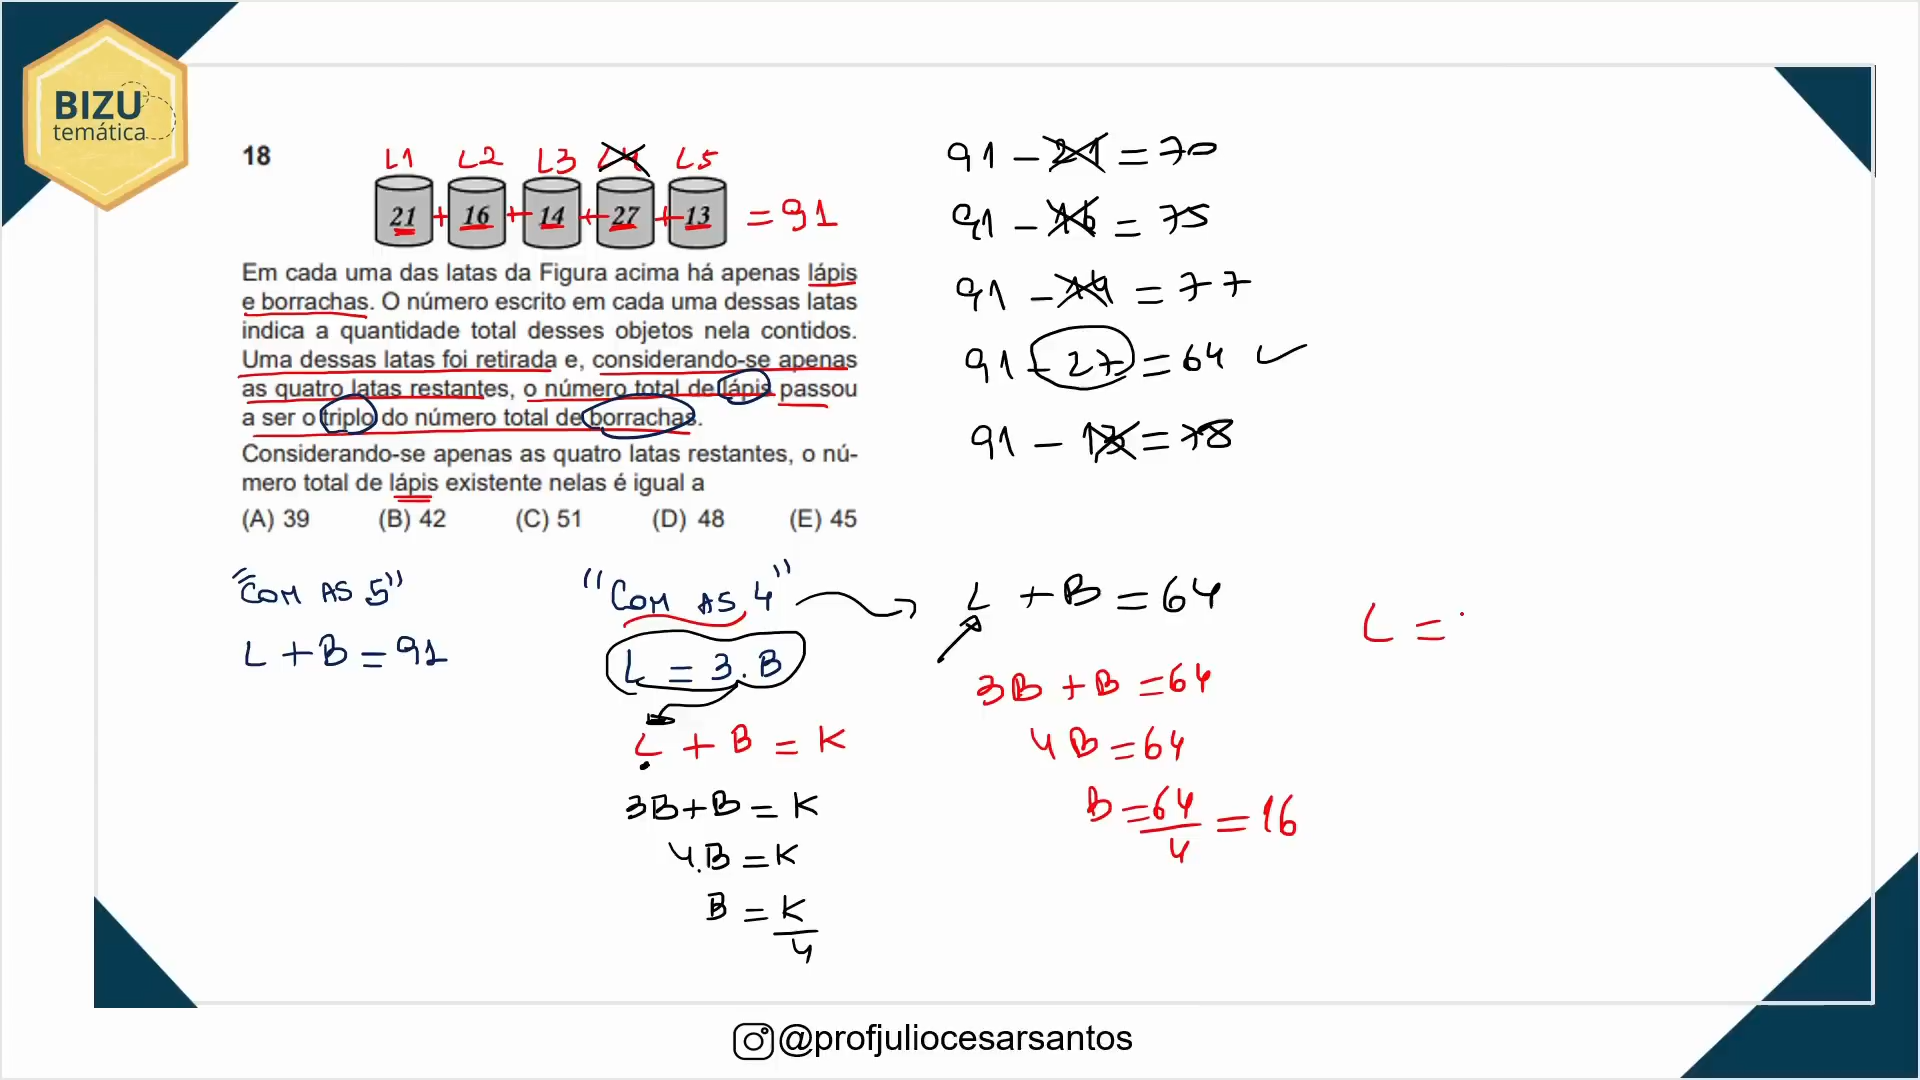 BIZU
temática
18
L1 L2 L3 L4 L5
21 + 16 + 14 + 27 + 13 = 91
Em cada uma das latas da Figura acima há apenas lápis
e borrachas. O número escrito em cada uma dessas latas
indica a quantidade total desses objetos nela contidos.
Uma dessas latas foi retirada e, considerando-se apenas
as quatro latas restantes, o número total de lápis passou
a ser o triplo do número total de borrachas.
Considerando-se apenas as quatro latas restantes, o nú-
mero total de lápis existente nelas é igual a
(A) 39 (B) 42 (C) 51 (D) 48 (E) 45
91 - 21 = 70
91 - 16 = 75
91 - 14 = 77
91 - 27 = 64 ✓
91 - 13 = 78
"COM AS 5"
L + B = 91
"COM AS 4"
L = 3.B
L + B = K
3B + B = K
4.B = K
B = K/4
L + B = 64
3B + B = 64
4B = 64
B = 64/4 = 16
L =
@profjuliocesarsantos